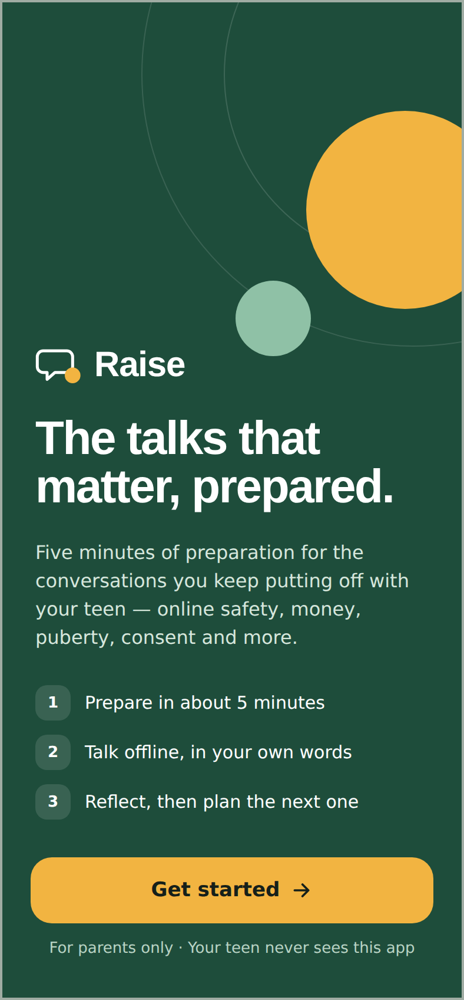 Raise
The talks that
matter, prepared.
Five minutes of preparation for the
conversations you keep putting off with
your teen — online safety, money,
puberty, consent and more.
1 Prepare in about 5 minutes
2 Talk offline, in your own words
3 Reflect, then plan the next one
Get started →
For parents only · Your teen never sees this app